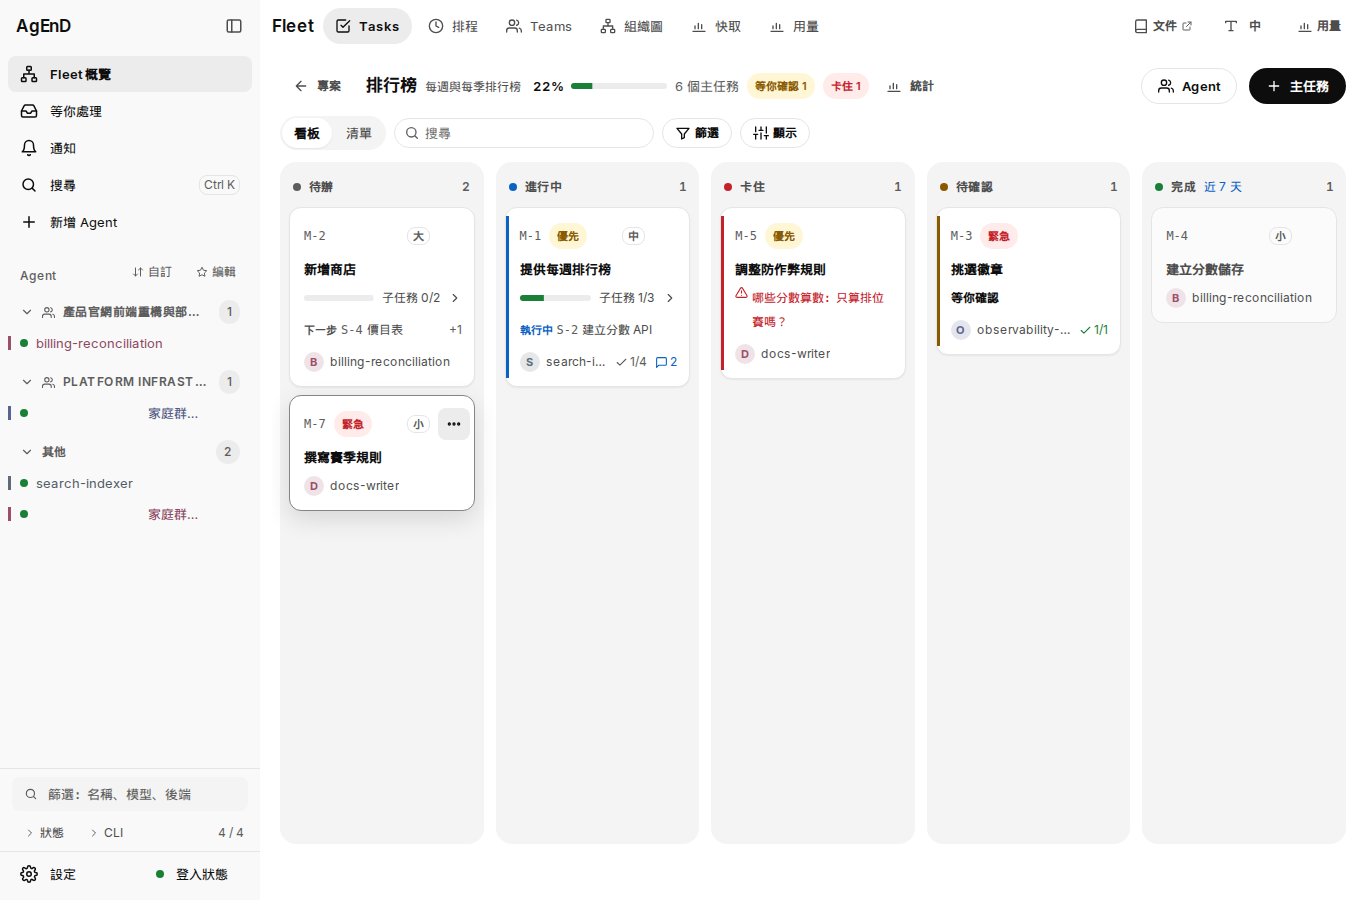 AgEnD
Fleet 概覽
等你處理
通知
搜尋 Ctrl K
新增 Agent
Agent 自訂 編輯
產品官網前端重構與部... 1
billing-reconciliation
PLATFORM INFRAST... 1
家庭群...
其他 2
search-indexer
家庭群...
篩選：名稱、模型、後端
狀態 CLI 4 / 4
設定 登入狀態
Fleet Tasks 排程 Teams 組織圖 快取 用量 文件 中 用量
專案 排行榜 每週與每季排行榜 22% 6 個主任務 等你確認 1 卡住 1 統計 Agent 主任務
看板 清單 搜尋 篩選 顯示
待辦 2
M-2 大
新增商店
子任務 0/2
下一步 S-4 價目表 +1
B billing-reconciliation
M-7 緊急 小
撰寫賽季規則
D docs-writer
進行中 1
M-1 優先 中
提供每週排行榜
子任務 1/3
執行中 S-2 建立分數 API
S search-i... 1/4 2
卡住 1
M-5 優先
調整防作弊規則
哪些分數算數：只算排位
賽嗎？
D docs-writer
待確認 1
M-3 緊急
挑選徽章
等你確認
O observability-... 1/1
完成 近 7 天 1
M-4 小
建立分數儲存
B billing-reconciliation